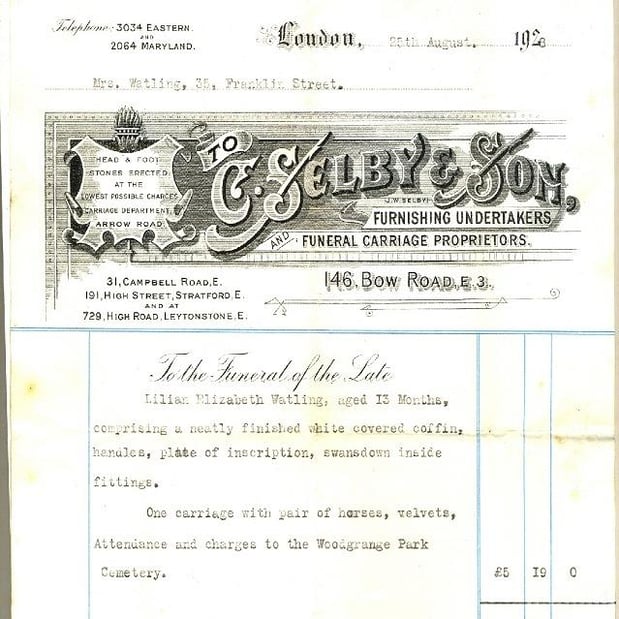 Telephone: 3034 EASTERN.
AND
2064 MARYLAND.
London, 25th August. 1928
Mrs. Watling, 35, Franklin Street.
HEAD & FOOT
STONES ERECTED
AT THE
LOWEST POSSIBLE CHARGES
CARRIAGE DEPARTMENT,
ARROW ROAD
TO
C. SELBY & SON,
(J.W. SELBY)
FURNISHING UNDERTAKERS
AND FUNERAL CARRIAGE PROPRIETORS.
31, CAMPBELL ROAD, E.
191, HIGH STREET, STRATFORD, E.
AND AT
729, HIGH ROAD, LEYTONSTONE, E.
146, BOW ROAD, E.3.
To the Funeral of the Late
Lilian Elizabeth Watling, aged 13 Months,
comprising a neatly finished white covered coffin,
handles, plate of inscription, swansdown inside
fittings.
One carriage with pair of horses, velvets,
Attendance and charges to the Woodgrange Park
Cemetery. £5 19 0